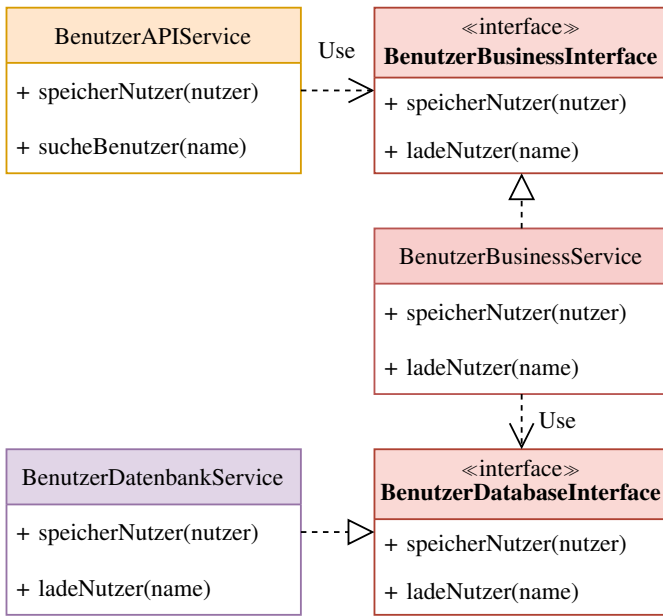 BenutzerAPIService
+ speicherNutzer(nutzer)
+ sucheBenutzer(name)
Use
≪interface≫
BenutzerBusinessInterface
+ speicherNutzer(nutzer)
+ ladeNutzer(name)
BenutzerBusinessService
+ speicherNutzer(nutzer)
+ ladeNutzer(name)
Use
BenutzerDatenbankService
+ speicherNutzer(nutzer)
+ ladeNutzer(name)
≪interface≫
BenutzerDatabaseInterface
+ speicherNutzer(nutzer)
+ ladeNutzer(name)